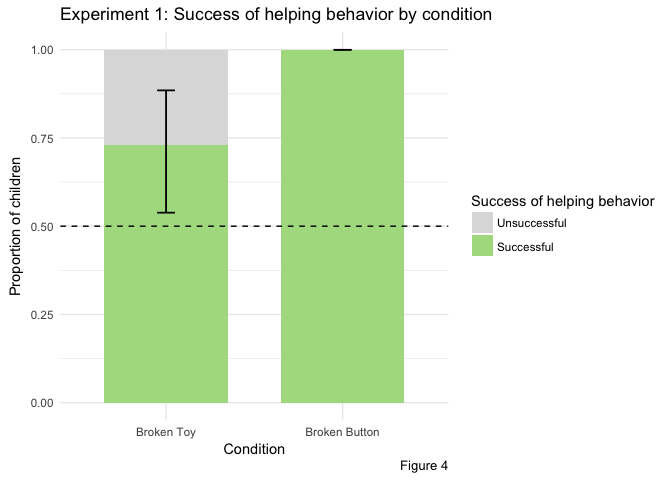 Experiment 1: Success of helping behavior by condition
Proportion of children
1.00
0.75
0.50
0.25
0.00
Broken Toy
Broken Button
Condition
Success of helping behavior
Unsuccessful
Successful
Figure 4